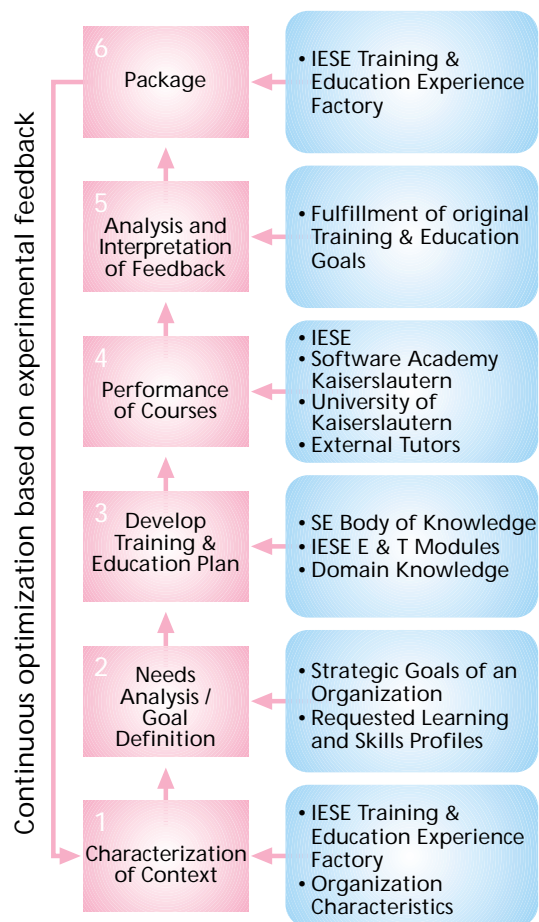 Continuous optimization based on experimental feedback
6
Package
• IESE Training &
Education Experience
Factory
5
Analysis and
Interpretation
of Feedback
• Fulfillment of original
Training & Education
Goals
4
Performance
of Courses
• IESE
• Software Academy
Kaiserslautern
• University of
Kaiserslautern
• External Tutors
3
Develop
Training &
Education Plan
• SE Body of Knowledge
• IESE E & T Modules
• Domain Knowledge
2
Needs
Analysis /
Goal
Definition
• Strategic Goals of an
Organization
• Requested Learning
and Skills Profiles
1
Characterization
of Context
• IESE Training &
Education Experience
Factory
• Organization
Characteristics